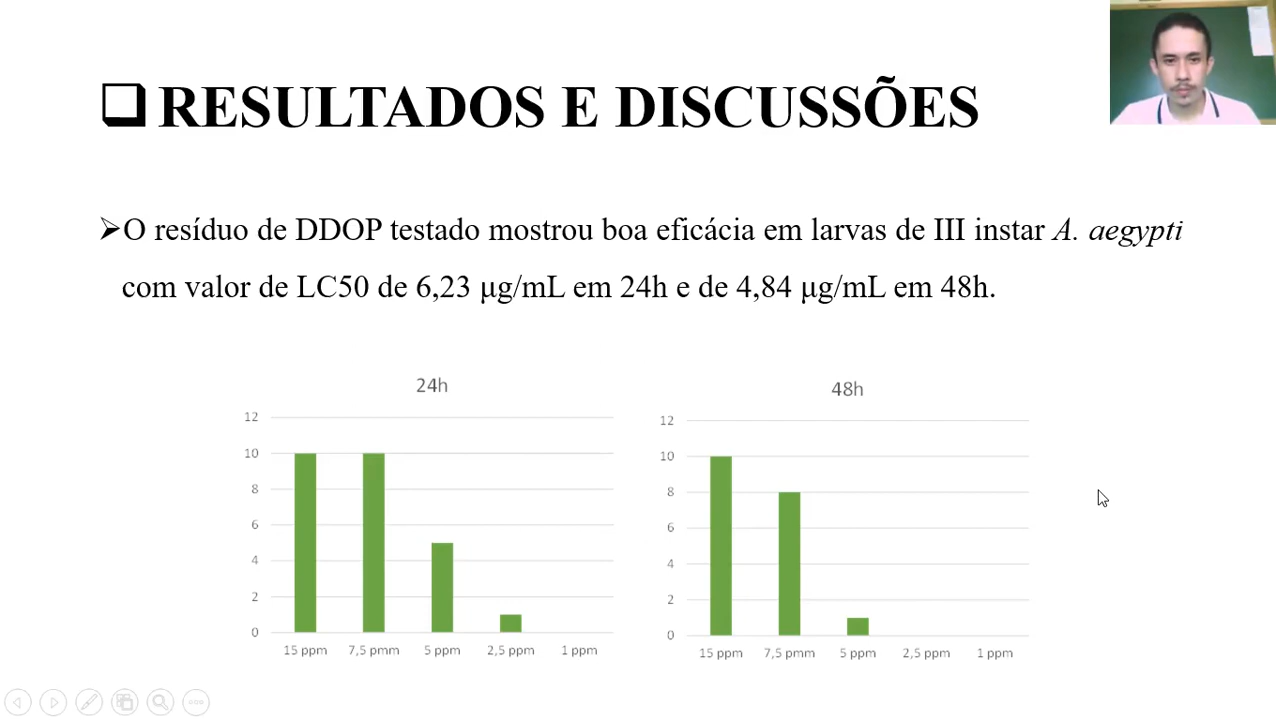 RESULTADOS E DISCUSSÕES
O resíduo de DDOP testado mostrou boa eficácia em larvas de III instar A. aegypti
com valor de LC50 de 6,23 μg/mL em 24h e de 4,84 μg/mL em 48h.
24h
12
10
8
6
4
2
0
15 ppm 7,5 pmm 5 ppm 2,5 ppm 1 ppm
48h
12
10
8
6
4
2
0
15 ppm 7,5 pmm 5 ppm 2,5 ppm 1 ppm